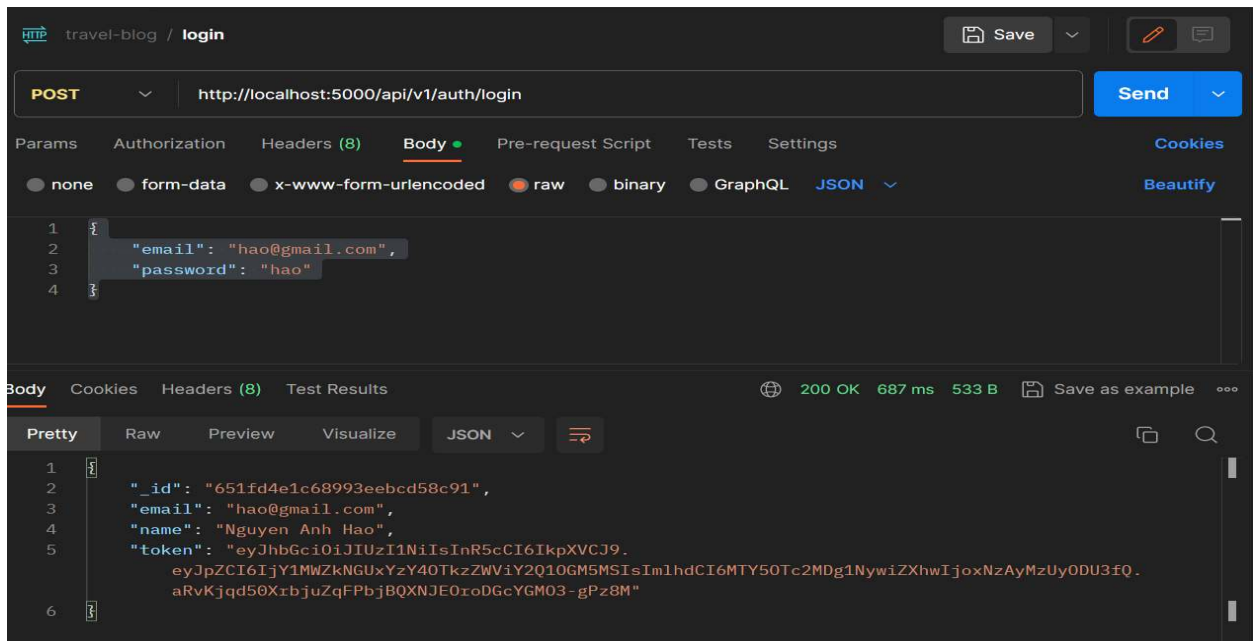 HTTP travel-blog / login Save
POST http://localhost:5000/api/v1/auth/login Send
Params Authorization Headers (8) Body Pre-request Script Tests Settings Cookies
none form-data x-www-form-urlencoded raw binary GraphQL JSON Beautify
1 {
2 "email": "hao@gmail.com",
3 "password": "hao"
4 }
Body Cookies Headers (8) Test Results 200 OK 687 ms 533 B Save as example
Pretty Raw Preview Visualize JSON
1 {
2 "_id": "651fd4e1c68993eebcd58c91",
3 "email": "hao@gmail.com",
4 "name": "Nguyen Anh Hao",
5 "token": "eyJhbGciOiJIUzI1NiIsInR5cCI6IkpXVCJ9.
eyJpZCI6IjY1MWZkNGUxYzY4OTkzZWViY2Q1OGM5MSIsImlhdCI6MTY5OTc2MDg1NywiZXhwIjoxNzAyMzUyODU3fQ.
aRvKjqd50XrbjuZqFPbjBQXNJEOroDGcYGMO3-gPz8M"
6 }